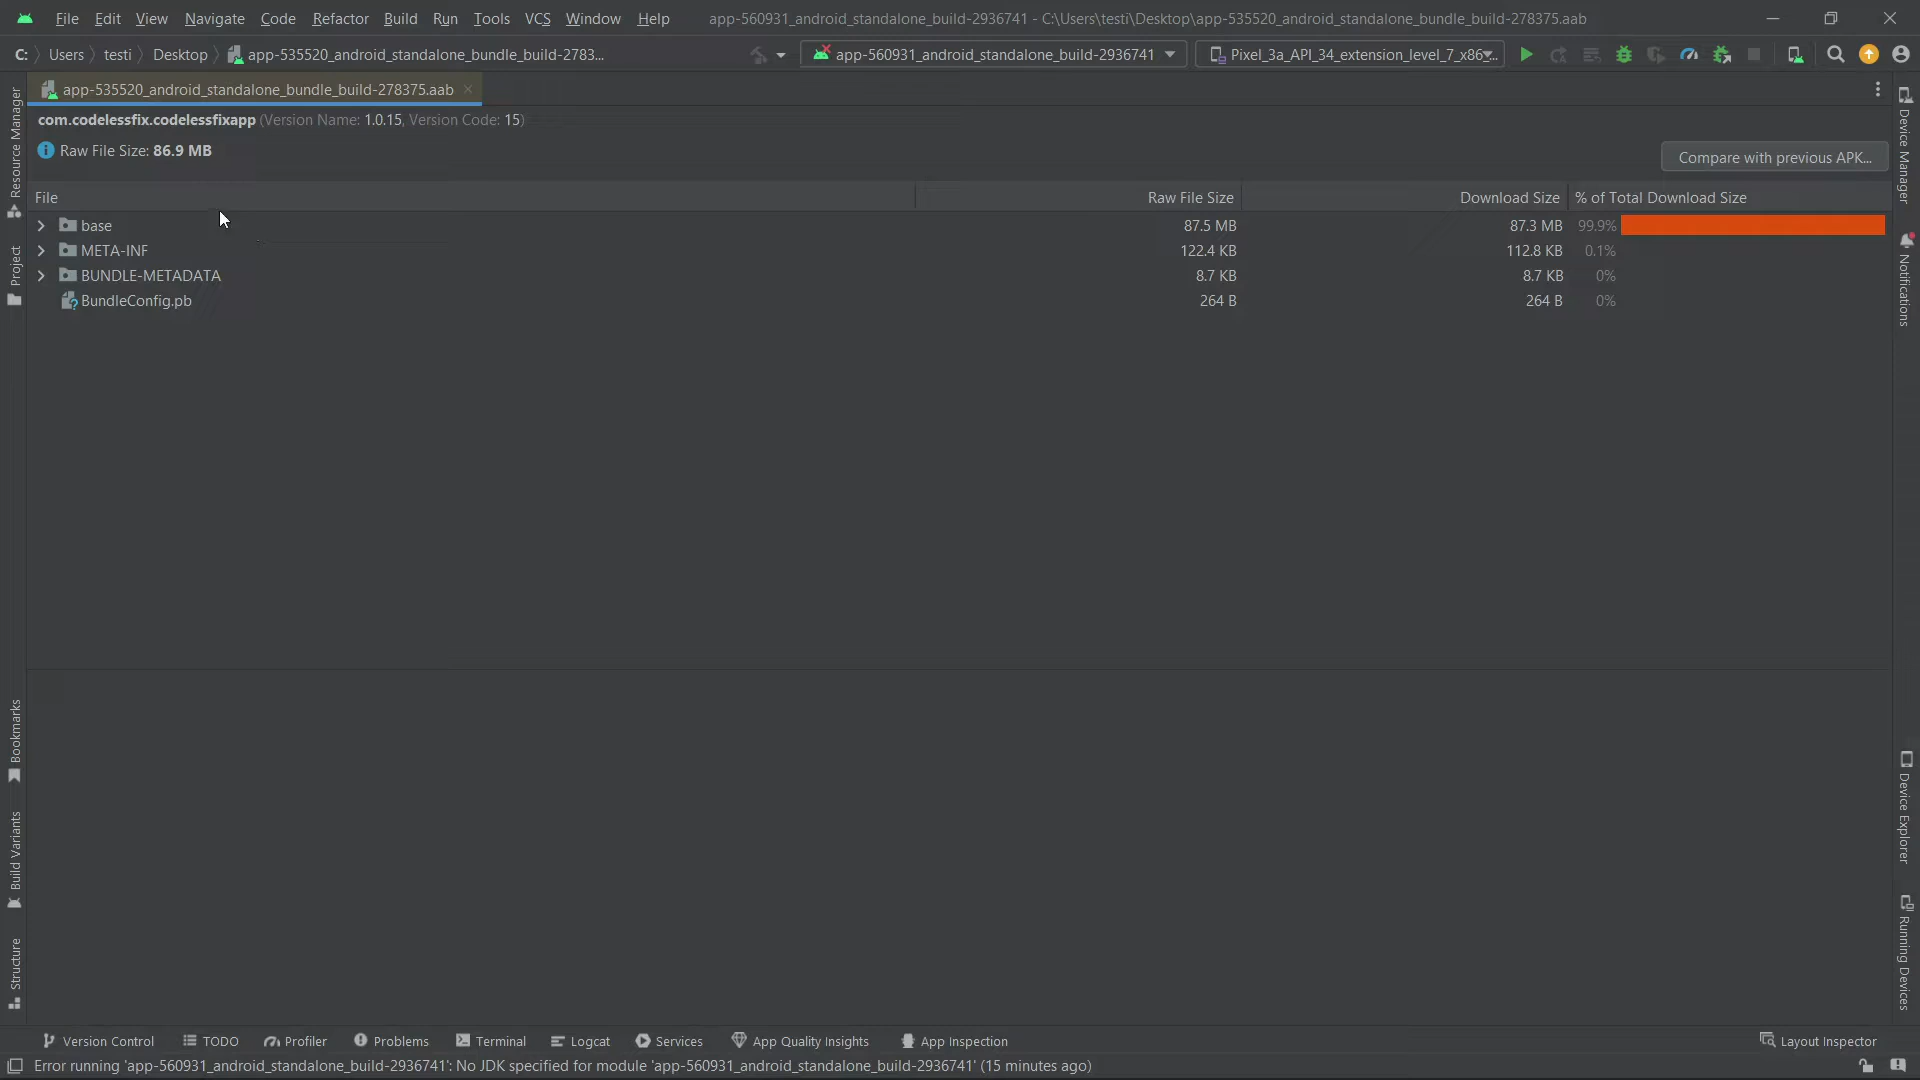 File Edit View Navigate Code Refactor Build Run Tools VCS Window Help app-560931_android_standalone_build-2936741 - C:\Users\testi\Desktop\app-535520_android_standalone_bundle_build-278375.aab
C: Users testi Desktop app-535520_android_standalone_bundle_build-2783... app-560931_android_standalone_build-2936741 Pixel_3a_API_34_extension_level_7_x86_...
app-535520_android_standalone_bundle_build-278375.aab
com.codelessfix.codelessfixapp (Version Name: 1.0.15, Version Code: 15)
Raw File Size: 86.9 MB
Compare with previous APK...
File Raw File Size Download Size % of Total Download Size
base 87.5 MB 87.3 MB 99.9%
META-INF 122.4 KB 112.8 KB 0.1%
BUNDLE-METADATA 8.7 KB 8.7 KB 0%
BundleConfig.pb 264 B 264 B 0%
Resource Manager
Project
Bookmarks
Build Variants
Structure
Device Manager
Notifications
Device Explorer
Running Devices
Version Control TODO Profiler Problems Terminal Logcat Services App Quality Insights App Inspection Layout Inspector
Error running 'app-560931_android_standalone_build-2936741': No JDK specified for module 'app-560931_android_standalone_build-2936741' (15 minutes ago)